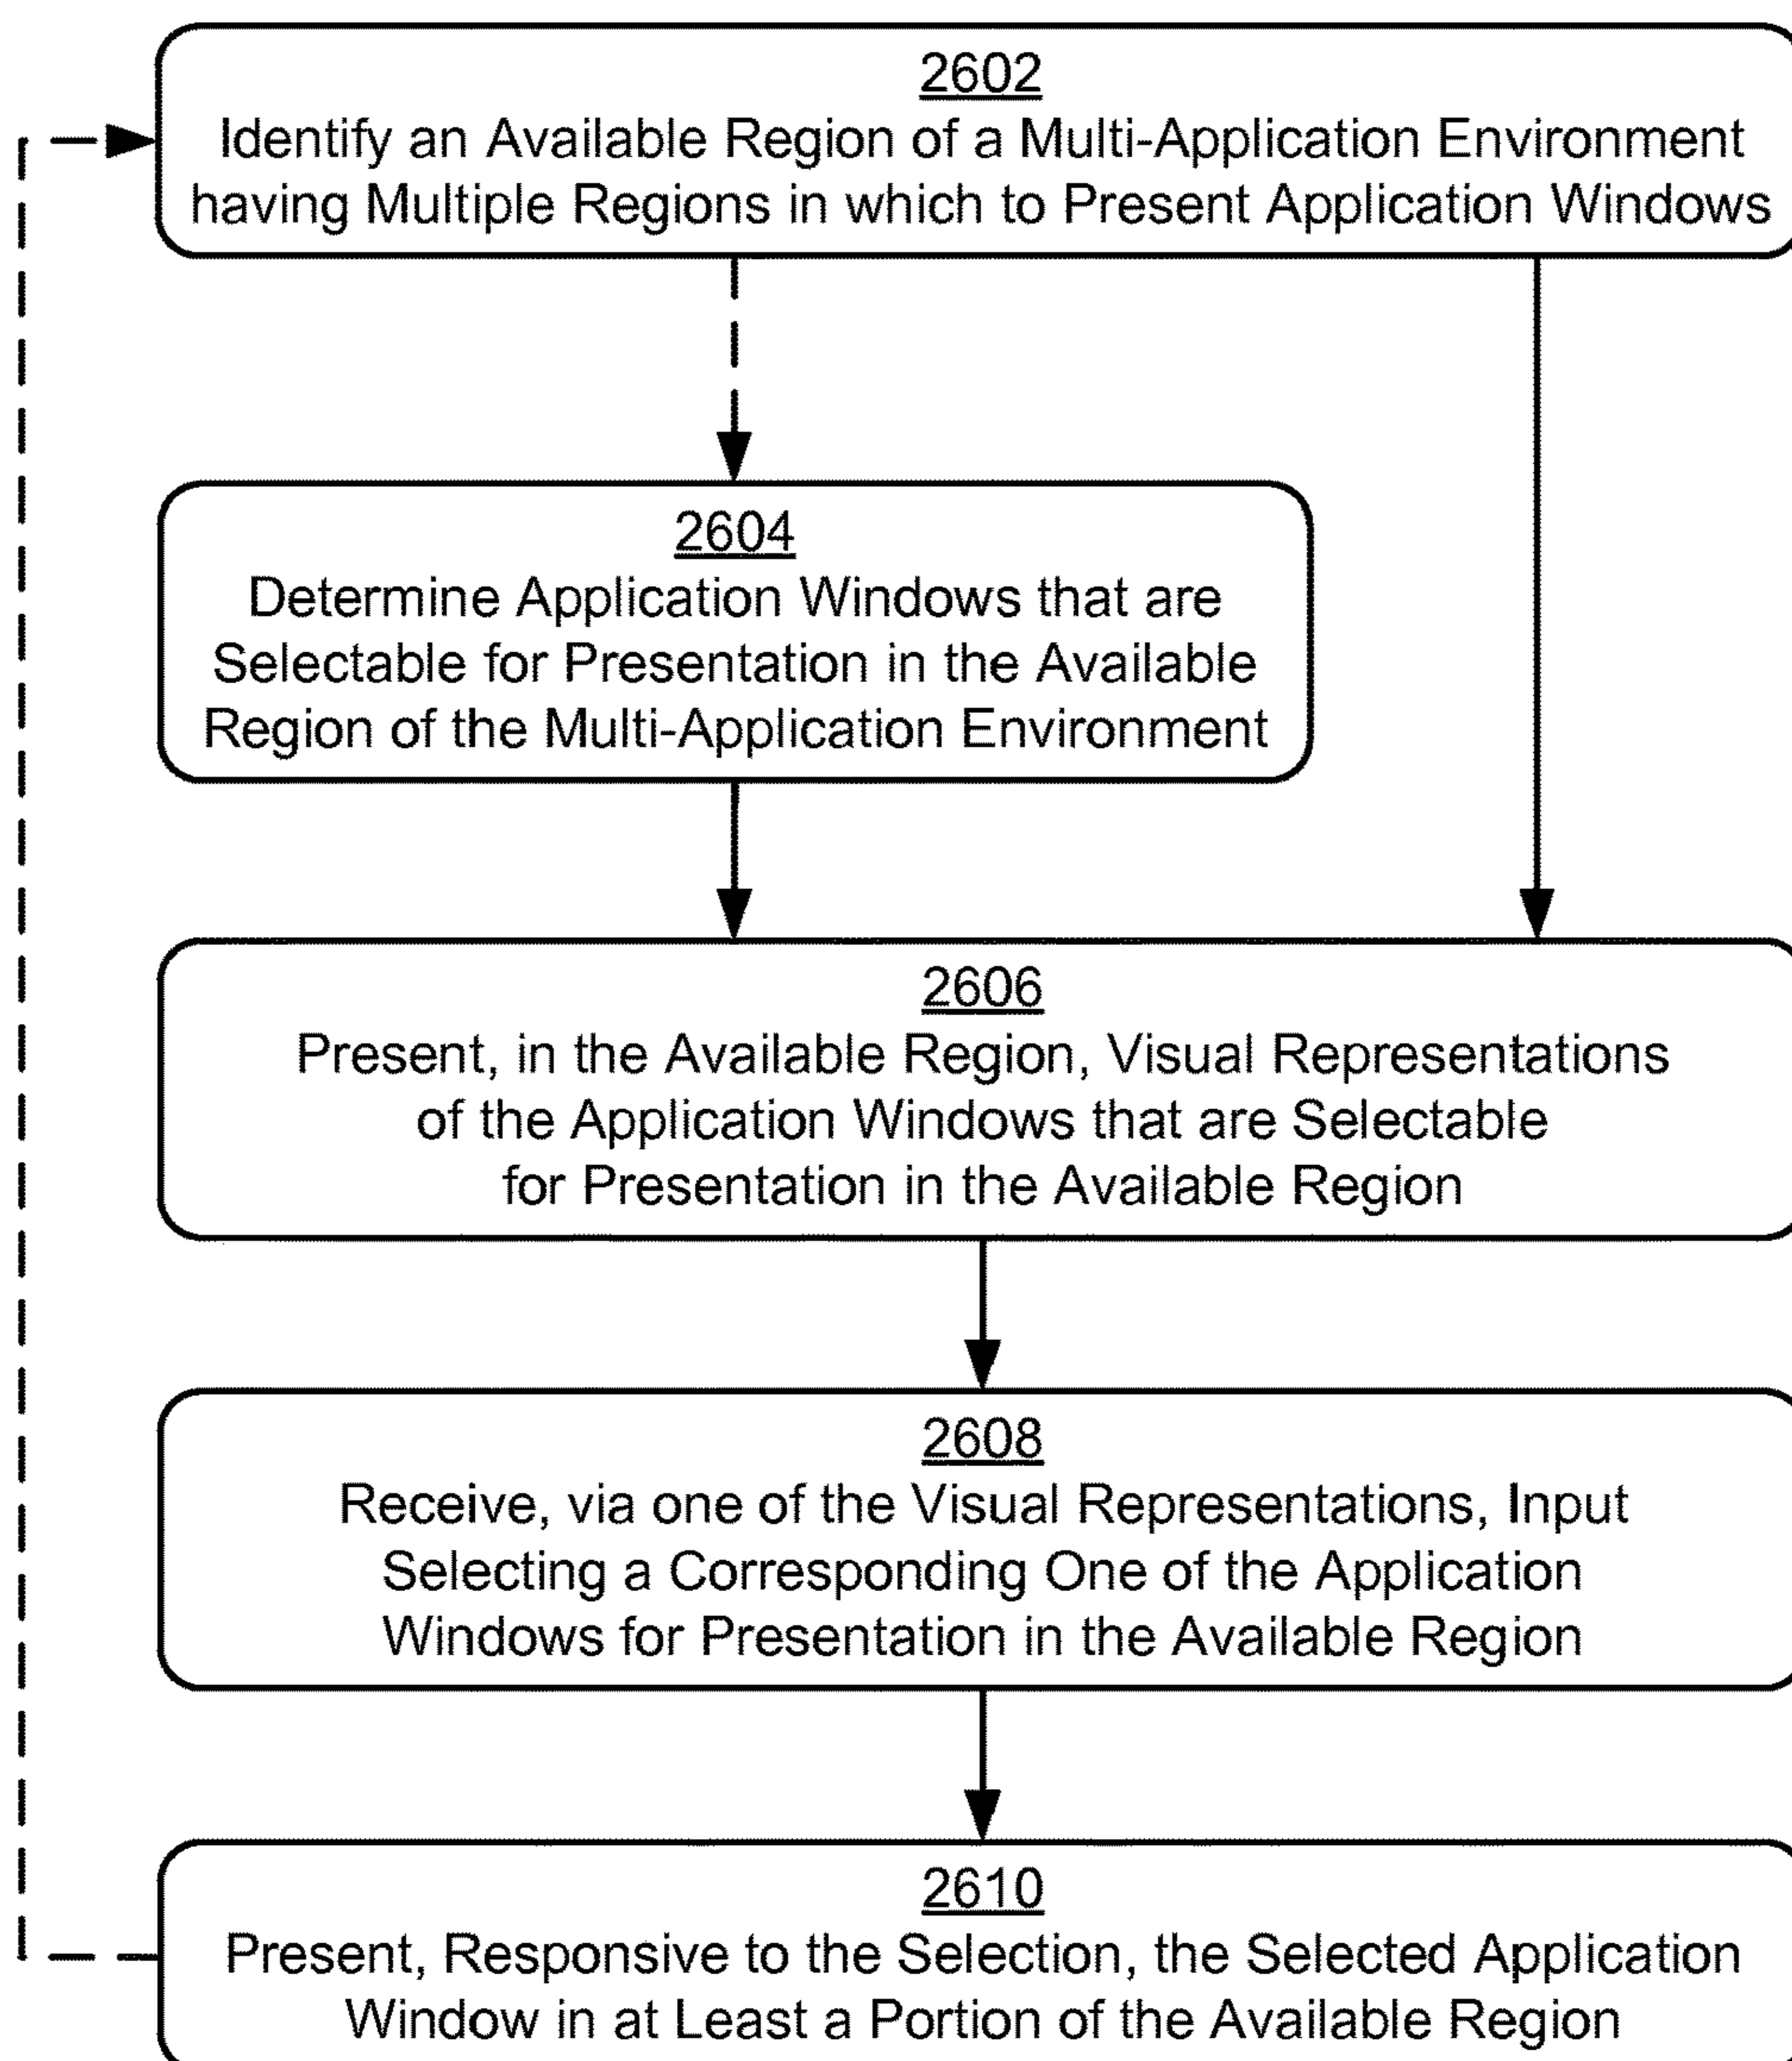 2602
Identify an Available Region of a Multi-Application Environment
having Multiple Regions in which to Present Application Windows
2604
Determine Application Windows that are
Selectable for Presentation in the Available
Region of the Multi-Application Environment
2606
Present, in the Available Region, Visual Representations
of the Application Windows that are Selectable
for Presentation in the Available Region
2608
Receive, via one of the Visual Representations, Input
Selecting a Corresponding One of the Application
Windows for Presentation in the Available Region
2610
Present, Responsive to the Selection, the Selected Application
Window in at Least a Portion of the Available Region